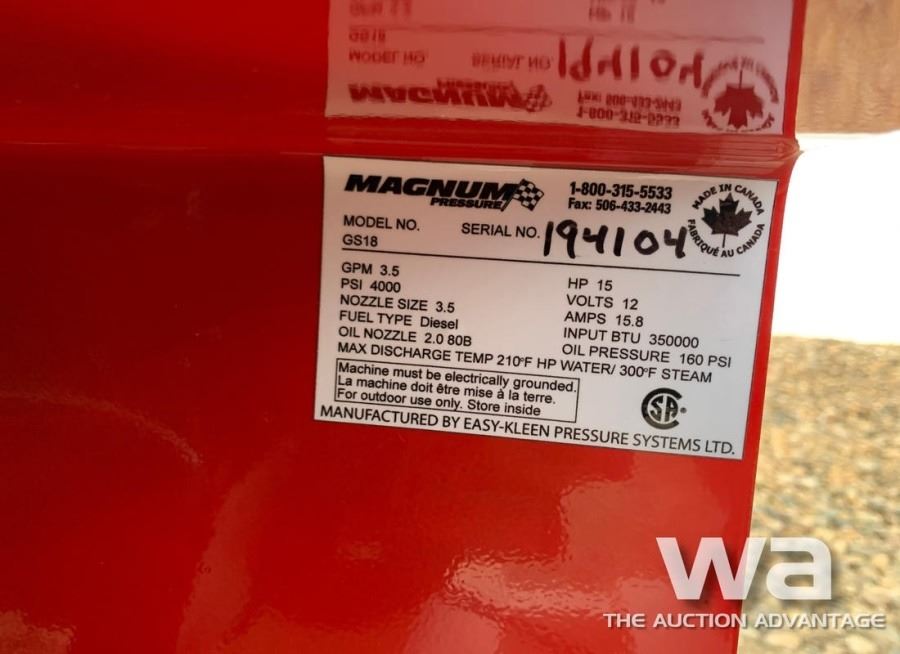 MAGNUM
PRESSURE
1-800-315-5533
Fax: 506-433-2443
MADE IN CANADA
FABRIQUÉ AU CANADA
MODEL NO.
GS18
SERIAL NO. 194104
GPM 3.5
PSI 4000
NOZZLE SIZE 3.5
FUEL TYPE Diesel
OIL NOZZLE 2.0 80B
HP 15
VOLTS 12
AMPS 15.8
INPUT BTU 350000
OIL PRESSURE 160 PSI
MAX DISCHARGE TEMP 210°F HP WATER/ 300°F STEAM
Machine must be electrically grounded.
La machine doit être mise à la terre.
For outdoor use only. Store inside
CSA
MANUFACTURED BY EASY-KLEEN PRESSURE SYSTEMS LTD.
wa
THE AUCTION ADVANTAGE